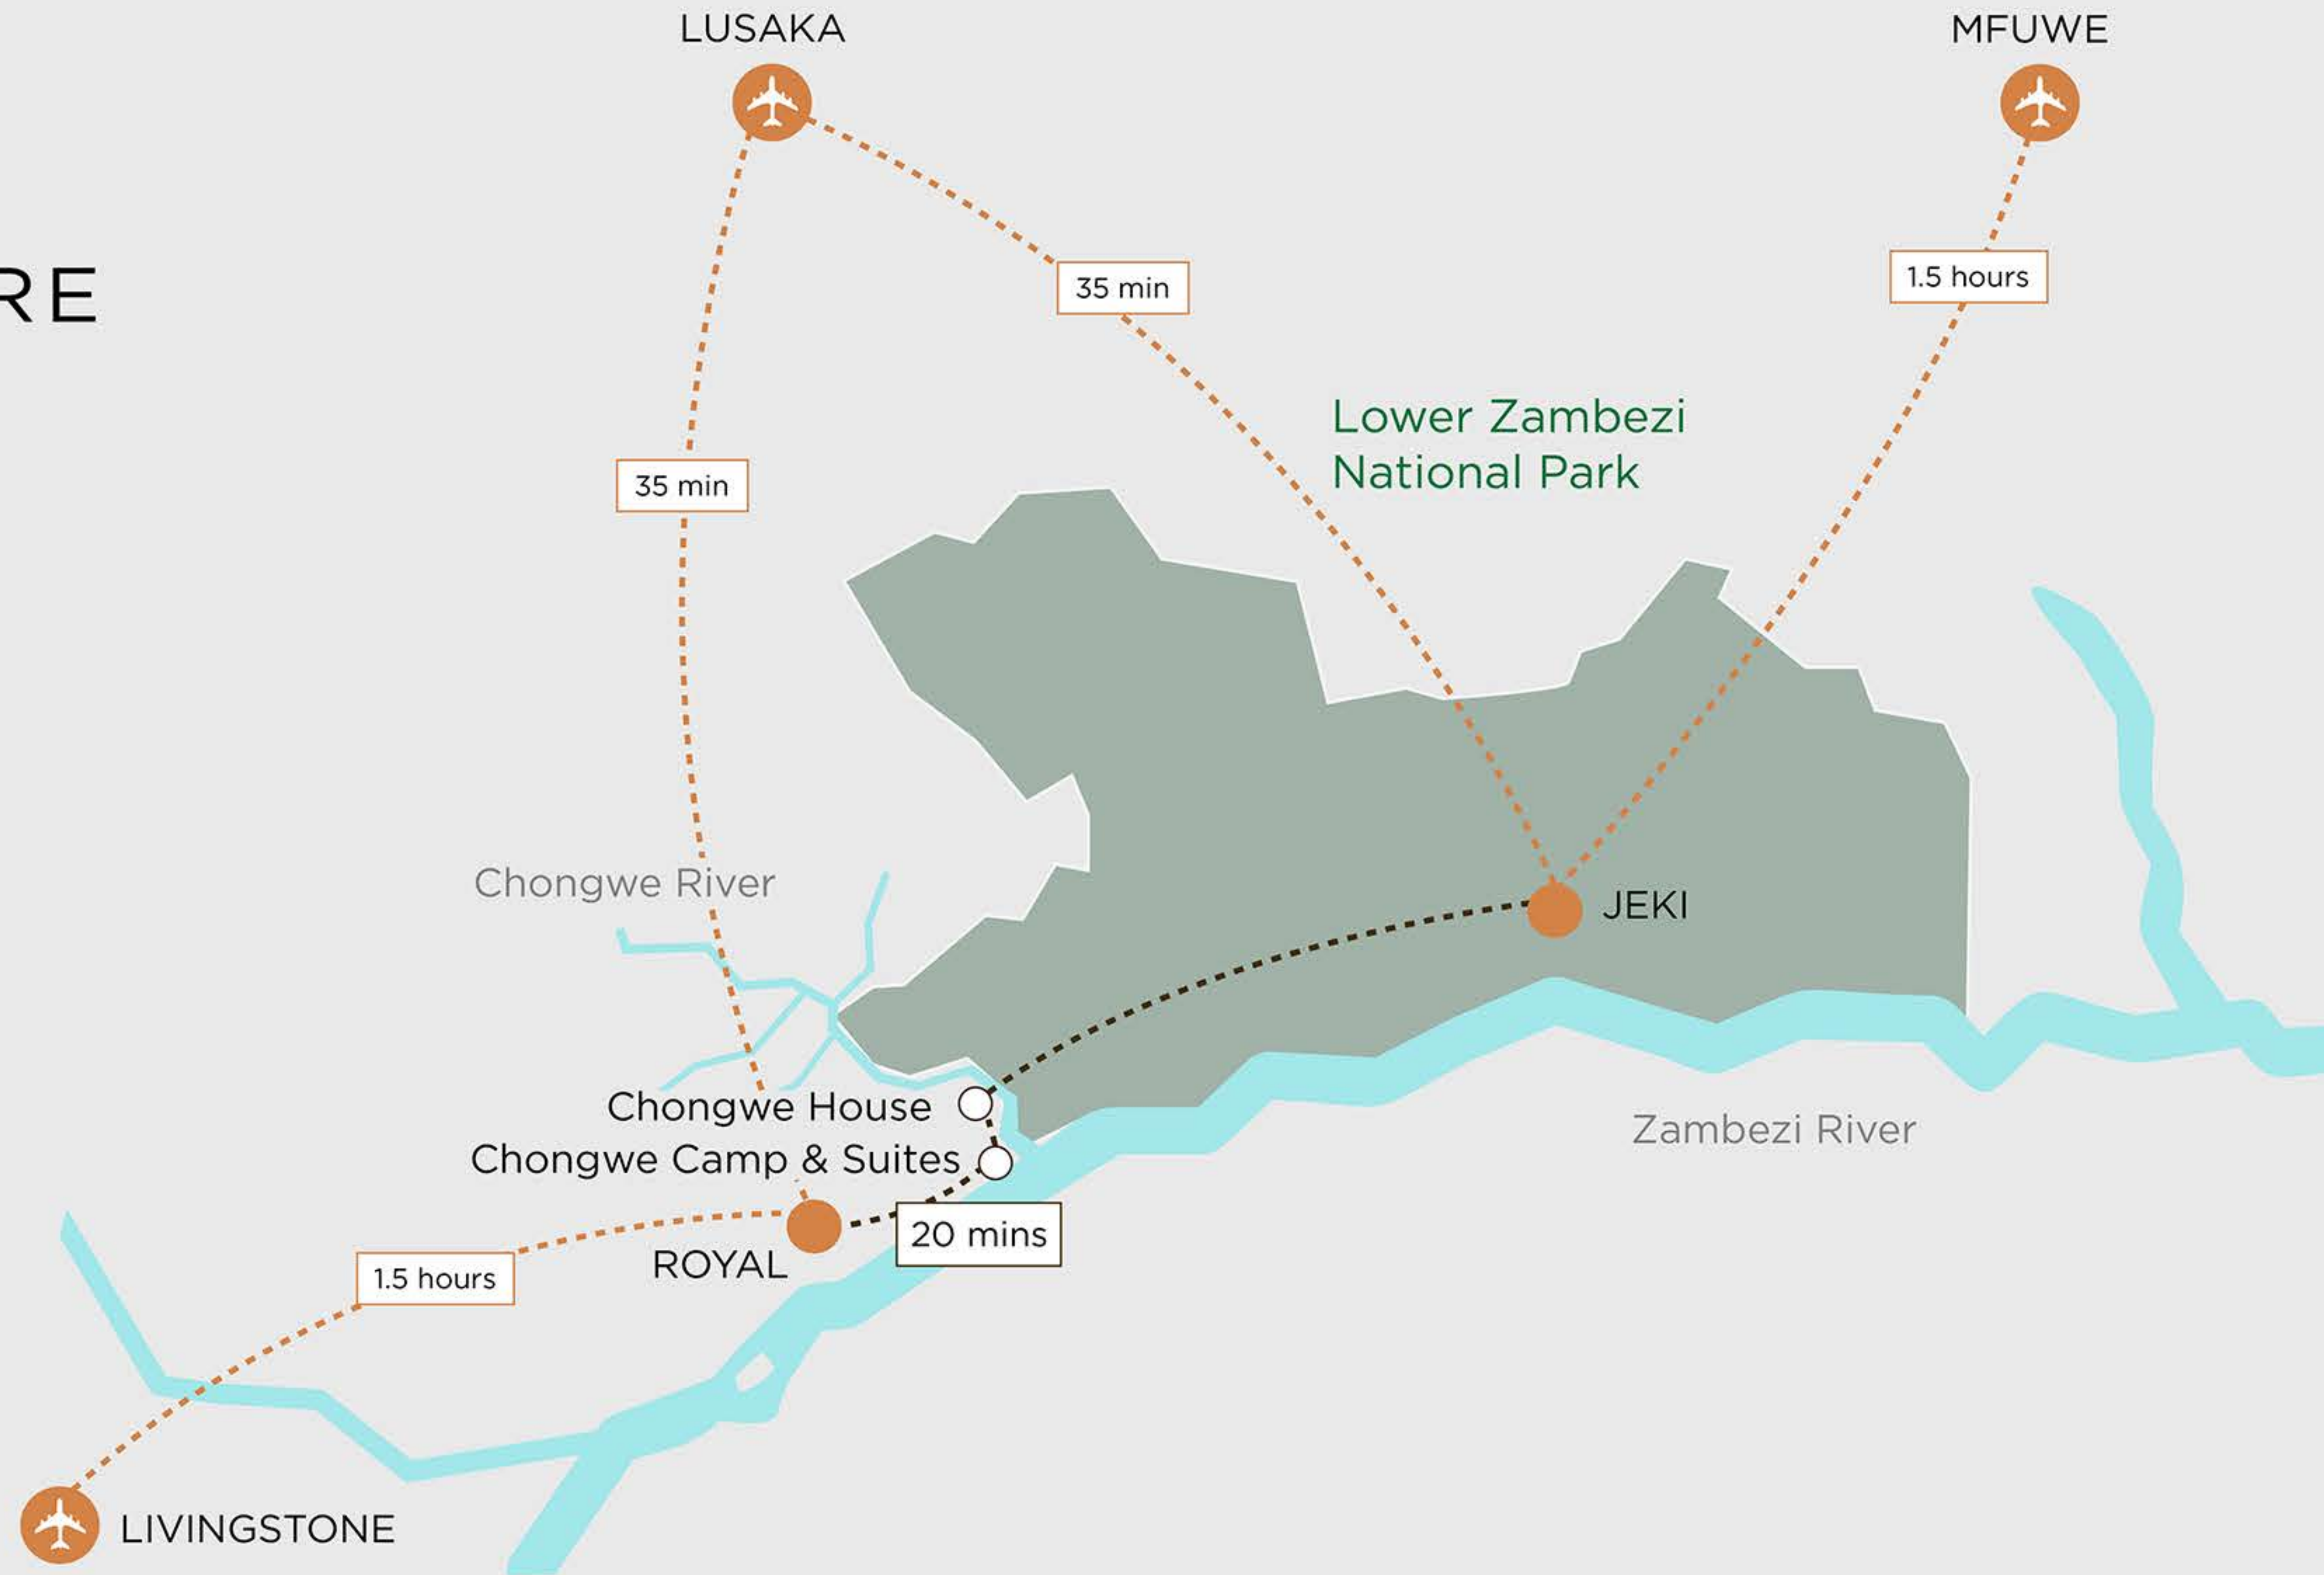 LUSAKA
MFUWE
RE
35 min
1.5 hours
Lower Zambezi
National Park
35 min
Chongwe River
JEKI
Chongwe House
Zambezi River
Chongwe Camp & Suites
20 mins
ROYAL
1.5 hours
LIVINGSTONE